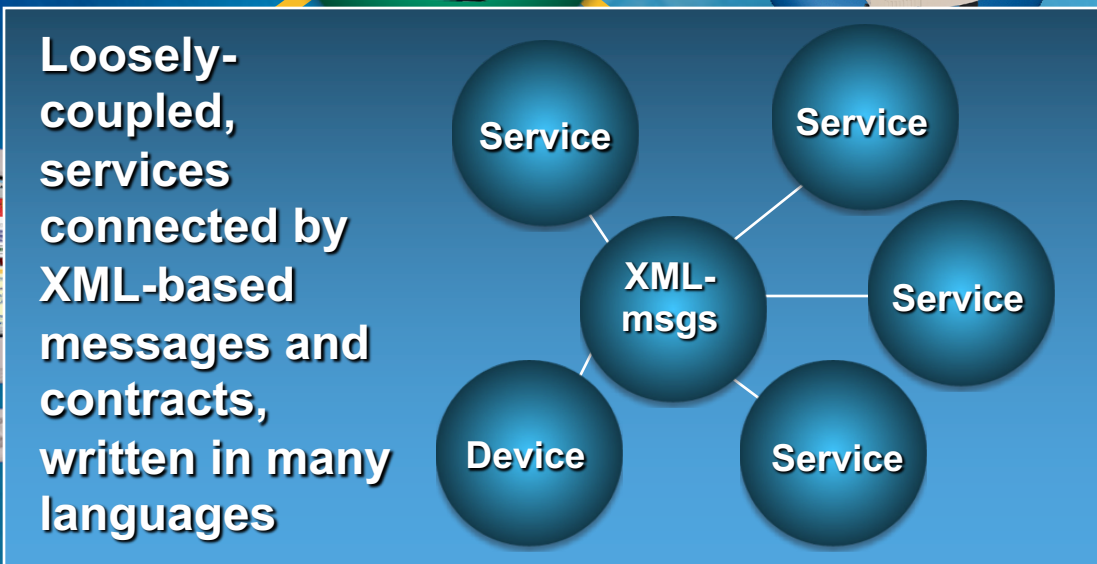 Loosely-
coupled,
services
connected by
XML-based
messages and
contracts,
written in many
languages
Service
Service
XML-
msgs
Service
Device
Service